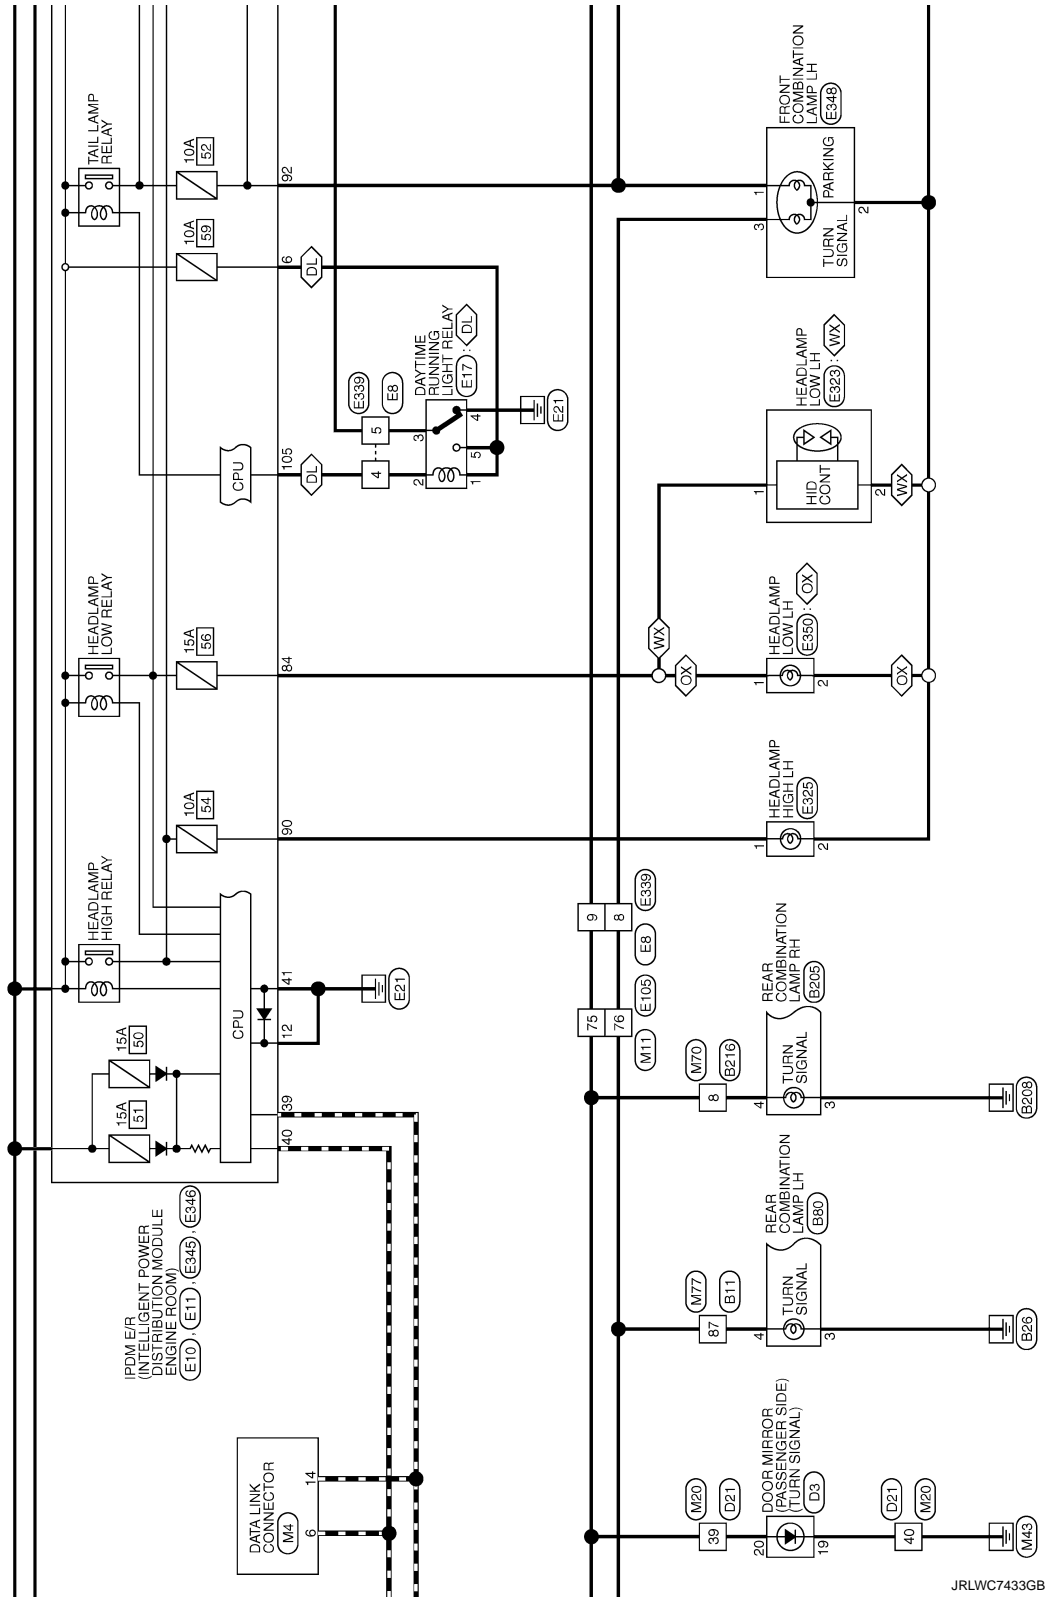 TAIL LAMP
RELAY
10A
52
92
10A
59
6
DL
E339
E8
DAYTIME
RUNNING
LIGHT RELAY
E17 : DL
5
3
4
E21
CPU
105
DL
4
2
5
1
FRONT
COMBINATION
LAMP LH
E348
1
3
PARKING
TURN
SIGNAL
2
HEADLAMP
LOW LH
E323 : WX
1
HID
CONT
2
WX
HEADLAMP
LOW RELAY
15A
56
84
WX
OX
HEADLAMP
LOW LH
E350 : OX
1
2
OX
10A
54
90
HEADLAMP
HIGH LH
E325
1
2
HEADLAMP
HIGH RELAY
CPU
41
12
E21
15A
50
15A
51
39
40
9
8
E339
E8
75
76
E105
M11
REAR
COMBINATION
LAMP RH
B205
M70
B216
8
4
TURN
SIGNAL
3
B208
IPDM E/R
(INTELLIGENT POWER
DISTRIBUTION MODULE
ENGINE ROOM)
E10 , E11 , E345 , E346
REAR
COMBINATION
LAMP LH
B80
M77
B11
87
4
TURN
SIGNAL
3
B26
DATA LINK
CONNECTOR
M4
14
6
DOOR MIRROR
(PASSENGER SIDE)
(TURN SIGNAL)
D3
M20
D21
39
20
19
D21
M20
40
M43
JRLWC7433GB